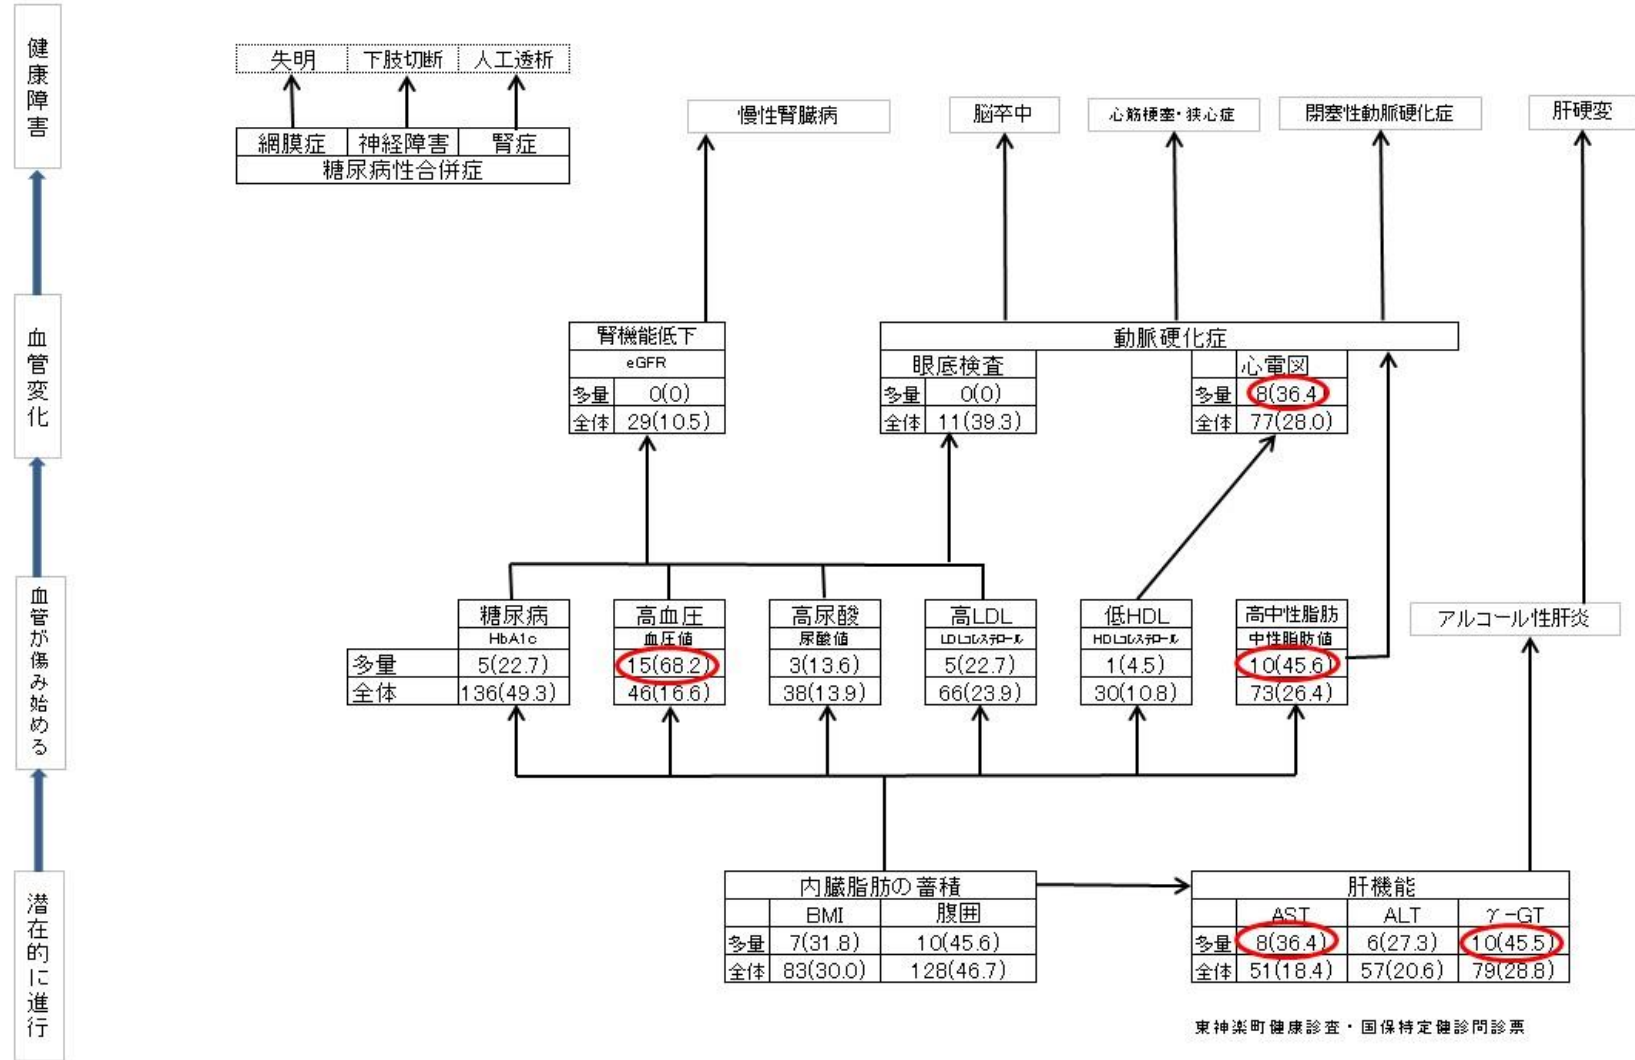 健康障害
血管変化
血管が傷み始める
潜在的に進行
失明 下肢切断 人工透析
網膜症 神経障害 腎症
糖尿病性合併症
慢性腎臓病
脳卒中
心筋梗塞・狭心症
閉塞性動脈硬化症
肝硬変
腎機能低下
eGFR
多量 0(0)
全体 29(10.5)
動脈硬化症
眼底検査
多量 0(0)
全体 11(39.3)
心電図
多量 8(36.4
全体 77(28.0)
糖尿病 高血圧 高尿酸 高LDL 低HDL 高中性脂肪
HbA1c 血圧値 尿酸値 LDLコレステロール HDLコレステロール 中性脂肪値
多量 5(22.7) 15(68.2) 3(13.6) 5(22.7) 1(4.5) 10(45.6)
全体 136(49.3) 46(16.6) 38(13.9) 66(23.9) 30(10.8) 73(26.4)
アルコール性肝炎
内臓脂肪の蓄積
BMI 腹囲
多量 7(31.8) 10(45.6)
全体 83(30.0) 128(46.7)
肝機能
AST ALT γ-GT
多量 8(36.4) 6(27.3) 10(45.5)
全体 51(18.4) 57(20.6) 79(28.8)
東神楽町健康診査・国保特定健診問診票